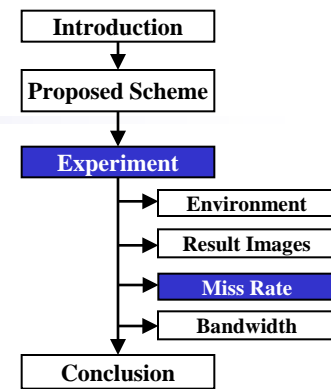 Introduction
Proposed Scheme
Experiment
Environment
Result Images
Miss Rate
Bandwidth
Conclusion